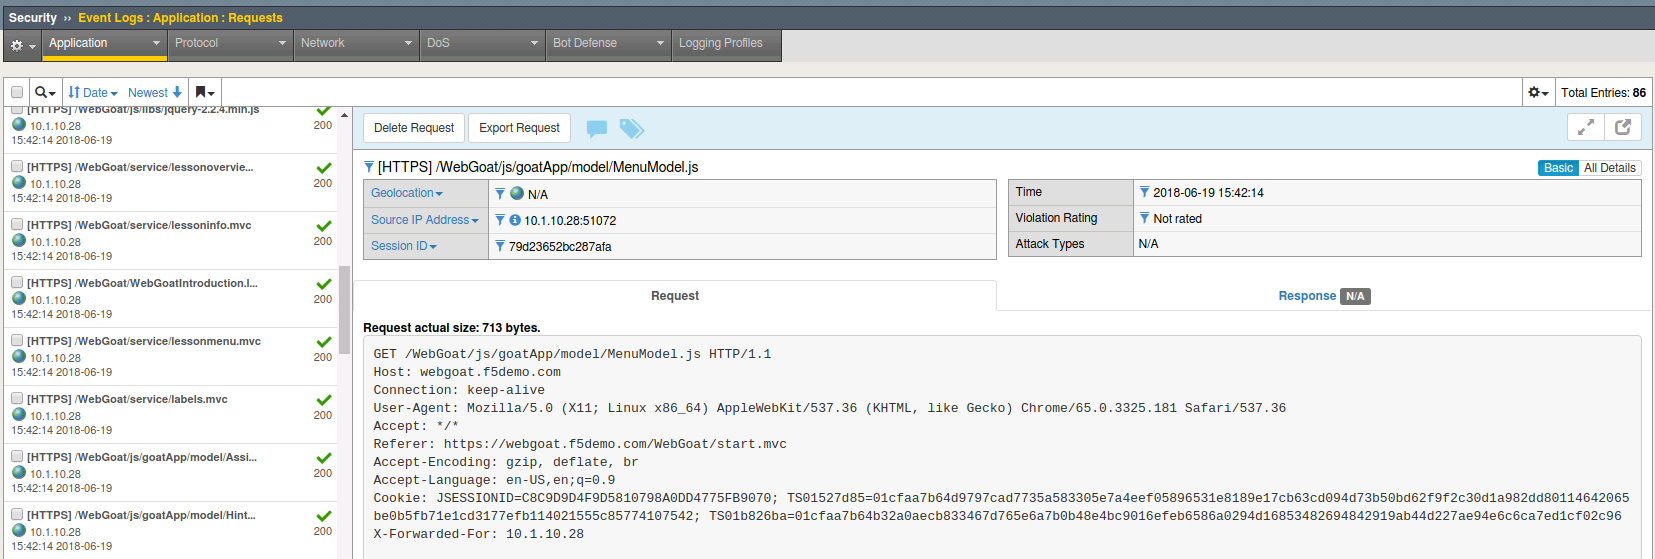 Security ›› Event Logs : Application : Requests
Application Protocol Network DoS Bot Defense Logging Profiles
Date Newest Total Entries: 86
[HTTPS] /WebGoat/js/libs/jquery-2.2.4.min.js
10.1.10.28 200
15:42:14 2018-06-19
[HTTPS] /WebGoat/service/lessonovervie...
10.1.10.28 200
15:42:14 2018-06-19
[HTTPS] /WebGoat/service/lessoninfo.mvc
10.1.10.28 200
15:42:14 2018-06-19
[HTTPS] /WebGoat/WebGoatIntroduction.l...
10.1.10.28 200
15:42:14 2018-06-19
[HTTPS] /WebGoat/service/lessonmenu.mvc
10.1.10.28 200
15:42:14 2018-06-19
[HTTPS] /WebGoat/service/labels.mvc
10.1.10.28 200
15:42:14 2018-06-19
[HTTPS] /WebGoat/js/goatApp/model/Assi...
10.1.10.28 200
15:42:14 2018-06-19
[HTTPS] /WebGoat/js/goatApp/model/Hint...
10.1.10.28 200
15:42:14 2018-06-19
Delete Request Export Request
[HTTPS] /WebGoat/js/goatApp/model/MenuModel.js Basic All Details
Geolocation N/A
Source IP Address 10.1.10.28:51072
Session ID 79d23652bc287afa
Time 2018-06-19 15:42:14
Violation Rating Not rated
Attack Types N/A
Request Response N/A
Request actual size: 713 bytes.
GET /WebGoat/js/goatApp/model/MenuModel.js HTTP/1.1
Host: webgoat.f5demo.com
Connection: keep-alive
User-Agent: Mozilla/5.0 (X11; Linux x86_64) AppleWebKit/537.36 (KHTML, like Gecko) Chrome/65.0.3325.181 Safari/537.36
Accept: */*
Referer: https://webgoat.f5demo.com/WebGoat/start.mvc
Accept-Encoding: gzip, deflate, br
Accept-Language: en-US,en;q=0.9
Cookie: JSESSIONID=C8C9D9D4F9D5810798A0DD4775FB9070; TS01527d85=01cfaa7b64d9797cad7735a583305e7a4eef05896531e8189e17cb63cd094d73b50bd62f9f2c30d1a982dd80114642065
be0b5fb71e1cd3177efb114021555c85774107542; TS01b826ba=01cfaa7b64b32a0aecb833467d765e6a7b0b48e4bc9016efeb6586a0294d16853482694842919ab44d227ae94e6c6ca7ed1cf02c96
X-Forwarded-For: 10.1.10.28